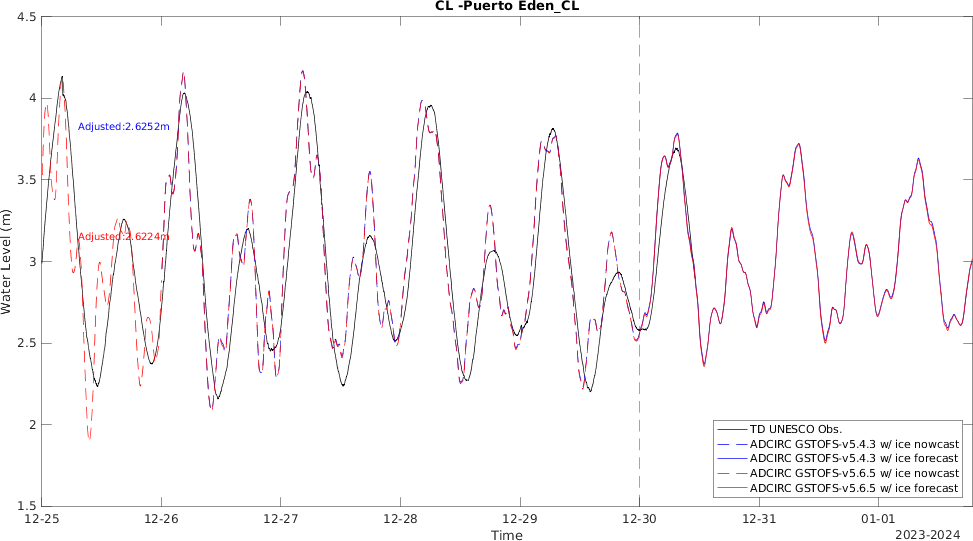 CL -Puerto Eden_CL
4.5
4
3.5
3
2.5
2
1.5
Water Level (m)
Adjusted:2.6252m
Adjusted:2.6224m
TD UNESCO Obs.
ADCIRC GSTOFS-v5.4.3 w/ ice nowcast
ADCIRC GSTOFS-v5.4.3 w/ ice forecast
ADCIRC GSTOFS-v5.6.5 w/ ice nowcast
ADCIRC GSTOFS-v5.6.5 w/ ice forecast
12-25 12-26 12-27 12-28 12-29 12-30 12-31 01-01
Time
2023-2024